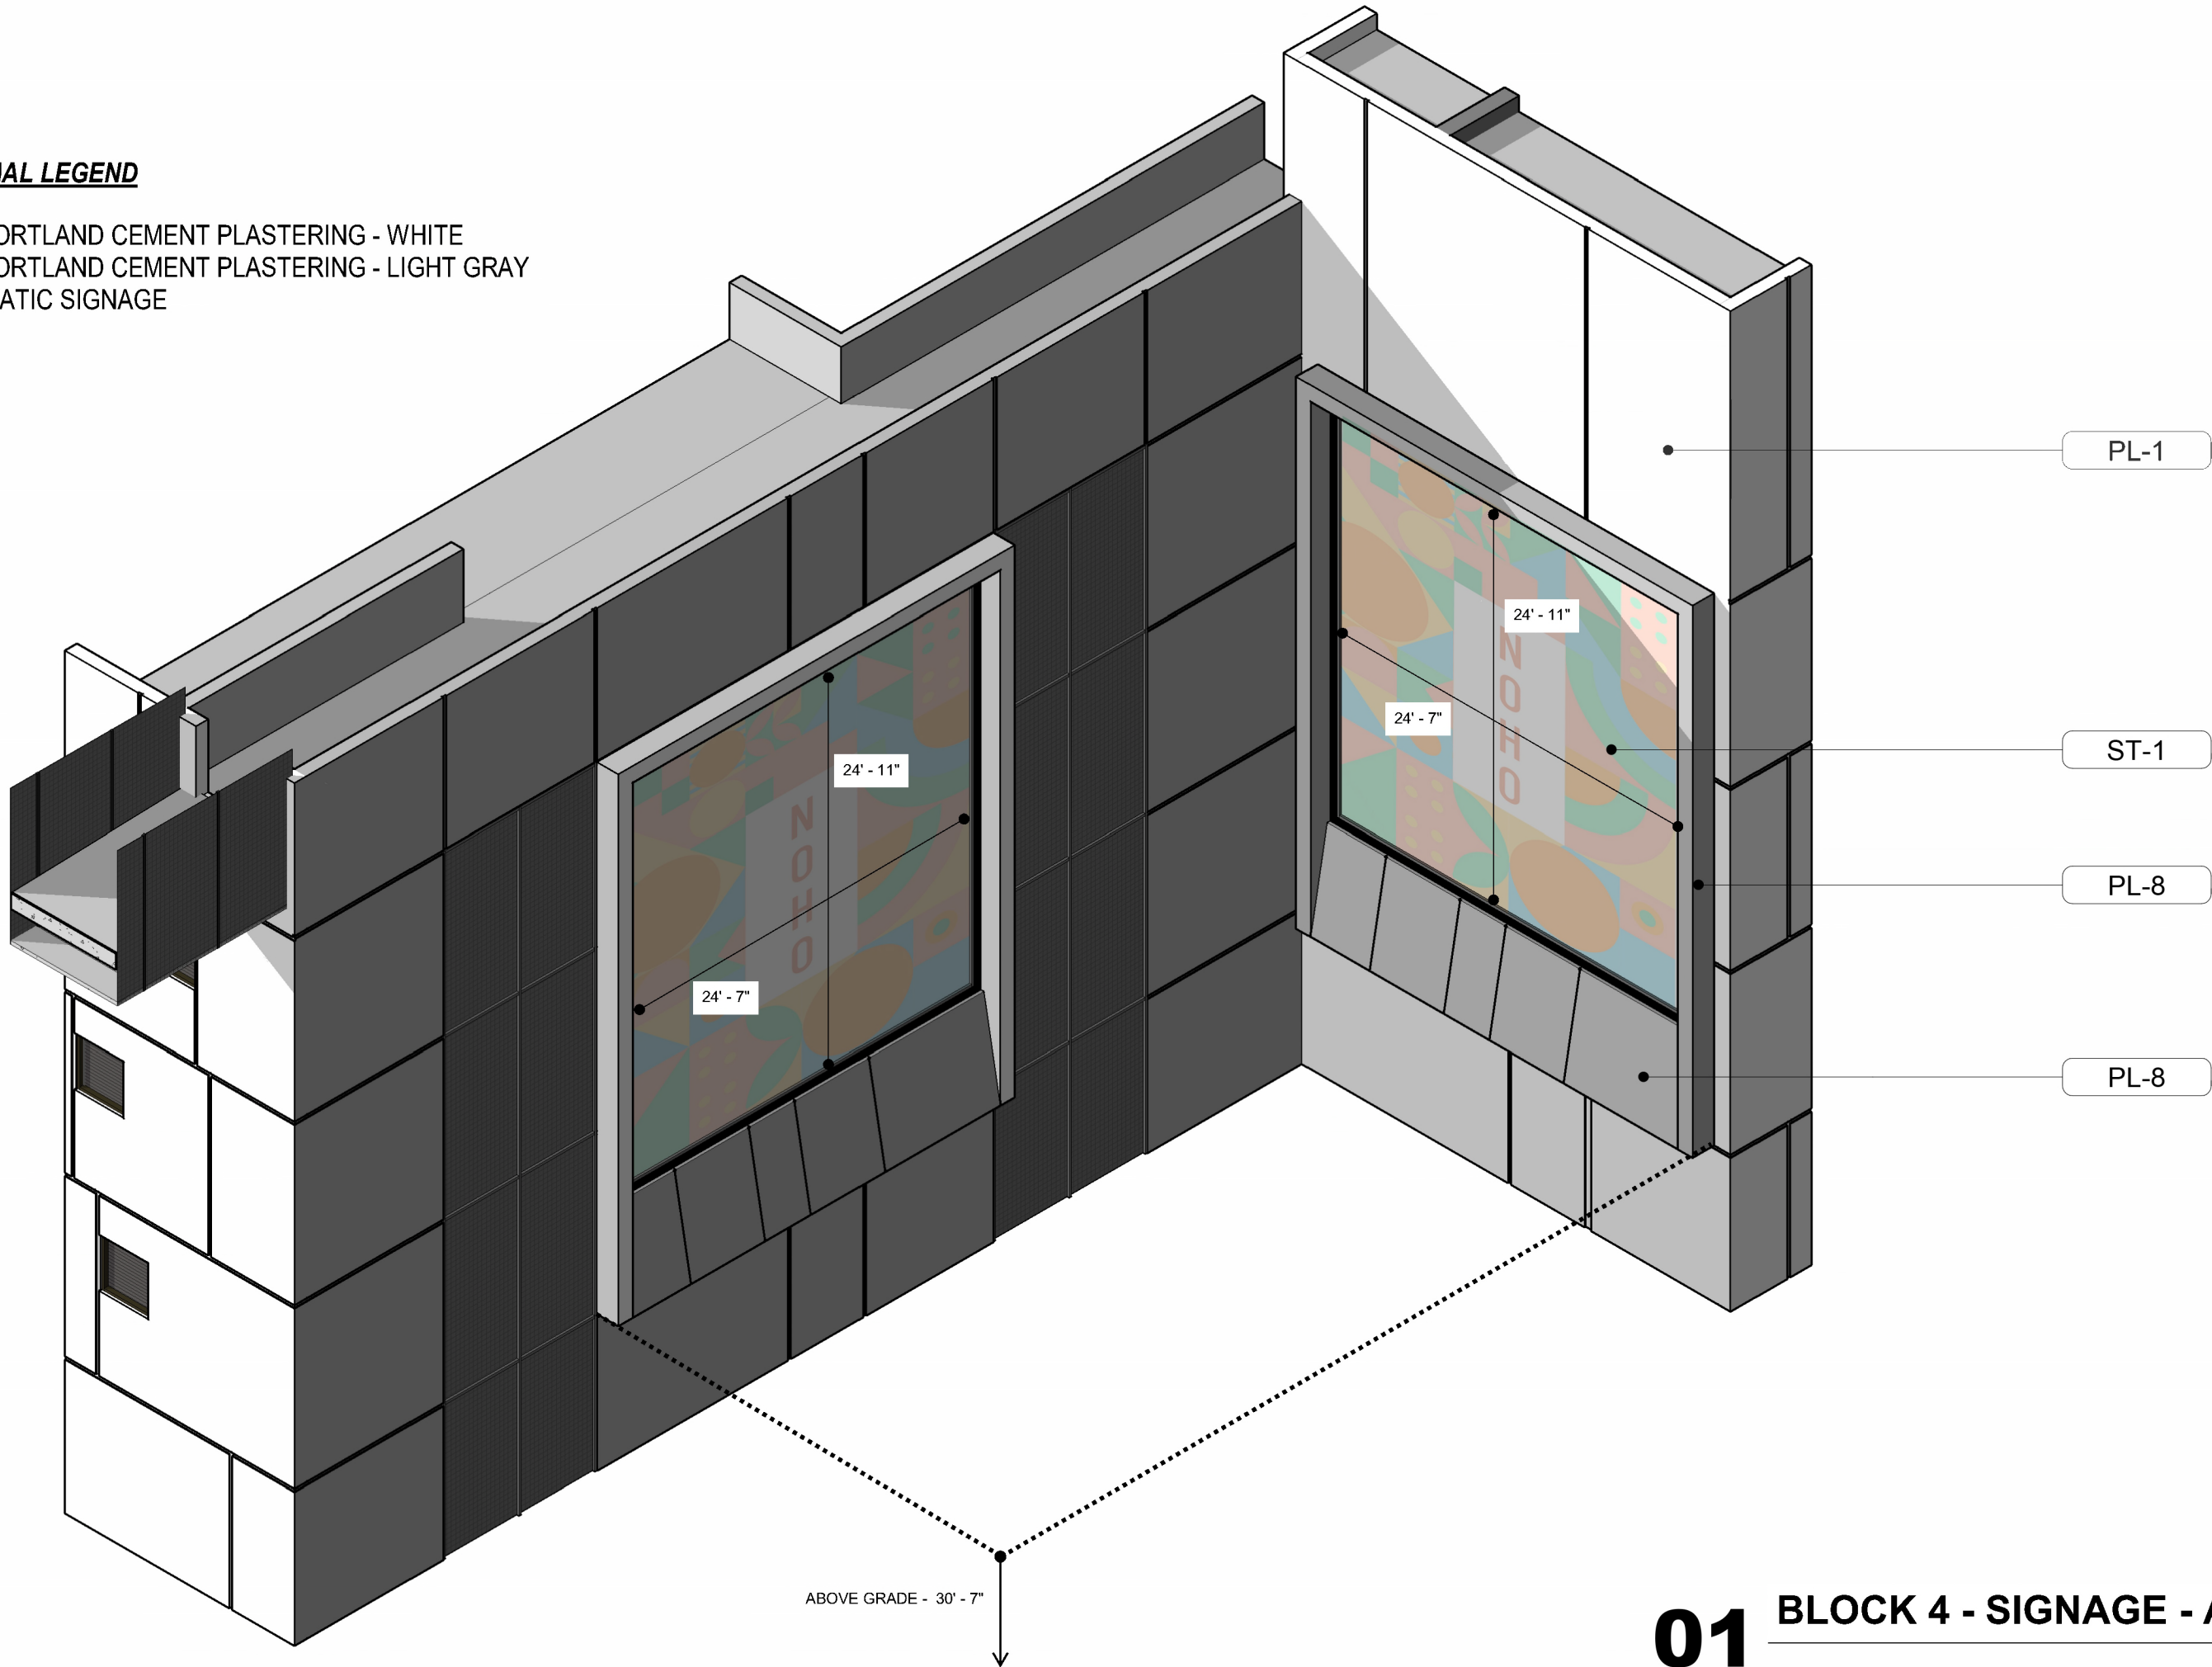 AL LEGEND
ORTLAND CEMENT PLASTERING - WHITE
ORTLAND CEMENT PLASTERING - LIGHT GRAY
ATIC SIGNAGE
PL-1
24' - 11"
NOHO
24' - 7"
ST-1
24' - 11"
NOHO
24' - 7"
PL-8
PL-8
ABOVE GRADE - 30' - 7"
01 BLOCK 4 - SIGNAGE -